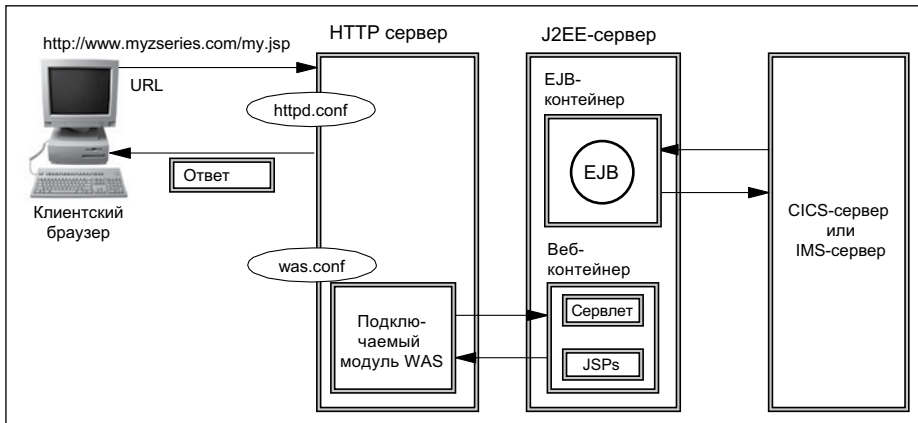 http://www.myzseries.com/my.jsp
URL
httpd.conf
Ответ
Клиентский
браузер
HTTP сервер
was.conf
Подклю-
чаемый
модуль WAS
J2EE-сервер
EJB-
контейнер
EJB
Веб-
контейнер
Сервлет
JSPs
CICS-сервер
или
IMS-сервер